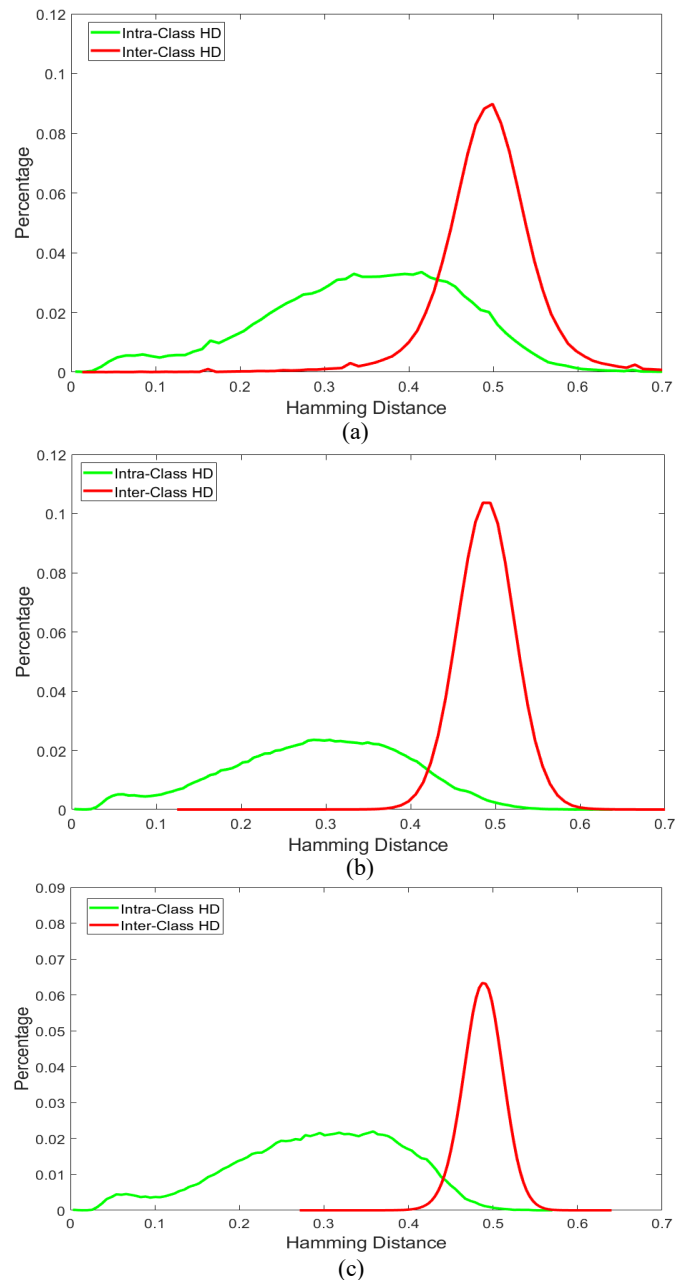 0.12
Intra-Class HD
Inter-Class HD
0.1
0.08
Percentage
0.06
0.04
0.02
0
0 0.1 0.2 0.3 0.4 0.5 0.6 0.7
Hamming Distance
(a)
0.12
Intra-Class HD
Inter-Class HD
0.1
0.08
Percentage
0.06
0.04
0.02
0
0 0.1 0.2 0.3 0.4 0.5 0.6 0.7
Hamming Distance
(b)
0.09
Intra-Class HD
Inter-Class HD
0.08
0.07
0.06
Percentage
0.05
0.04
0.03
0.02
0.01
0
0 0.1 0.2 0.3 0.4 0.5 0.6 0.7
Hamming Distance
(c)